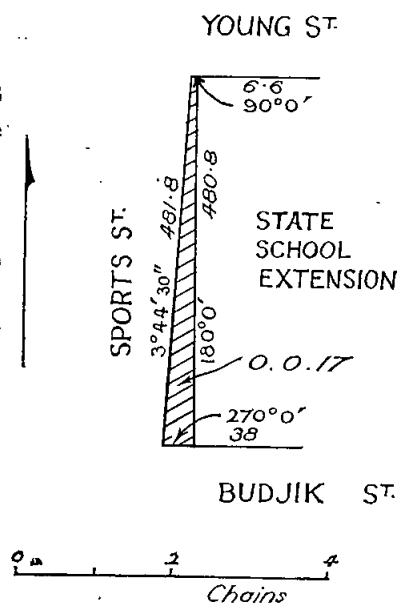 YOUNG ST.
6·6
90°0'
481·8
480·8
SPORTS ST.
STATE
SCHOOL
EXTENSION
3°44'30"
180°0'
0.0.17
270°0'
38
BUDJIK ST.
0 2 4
Chains